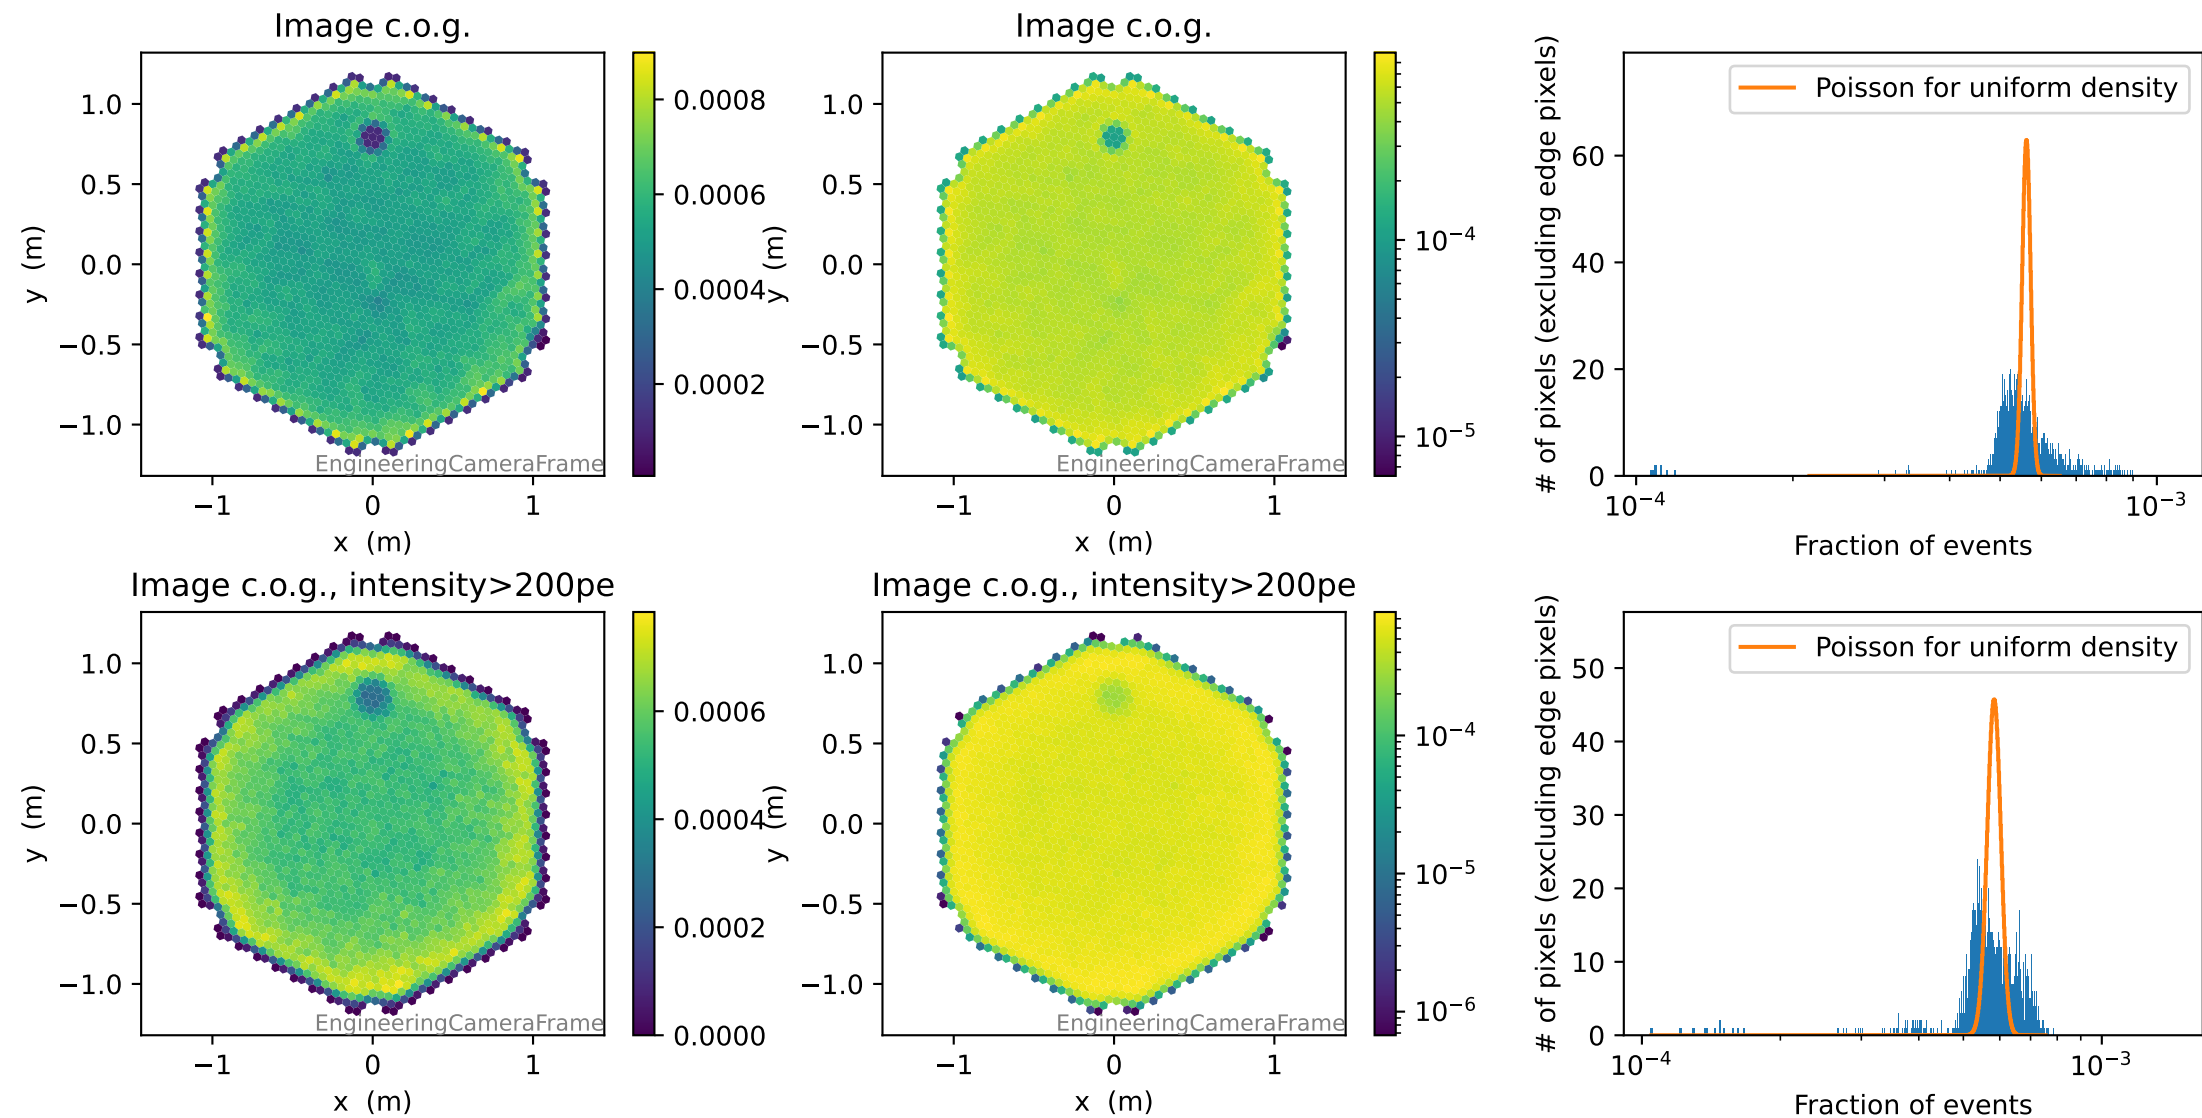 Image c.o.g.
1.0
0.5
0.0
−0.5
−1.0
y (m)
−1
0
1
x (m)
EngineeringCameraFrame
0.0008
0.0006
0.0004
0.0002
Image c.o.g.
1.0
0.5
0.0
−0.5
−1.0
y (m)
−1
0
1
x (m)
EngineeringCameraFrame
10⁻⁴
10⁻⁵
Poisson for uniform density
# of pixels (excluding edge pixels)
60
40
20
0
10⁻⁴
10⁻³
Fraction of events
Image c.o.g., intensity>200pe
1.0
0.5
0.0
−0.5
−1.0
y (m)
−1
0
1
x (m)
EngineeringCameraFrame
0.0006
0.0004
0.0002
0.0000
Image c.o.g., intensity>200pe
1.0
0.5
0.0
−0.5
−1.0
y (m)
−1
0
1
x (m)
EngineeringCameraFrame
10⁻⁴
10⁻⁵
10⁻⁶
Poisson for uniform density
# of pixels (excluding edge pixels)
50
40
30
20
10
0
10⁻⁴
10⁻³
Fraction of events